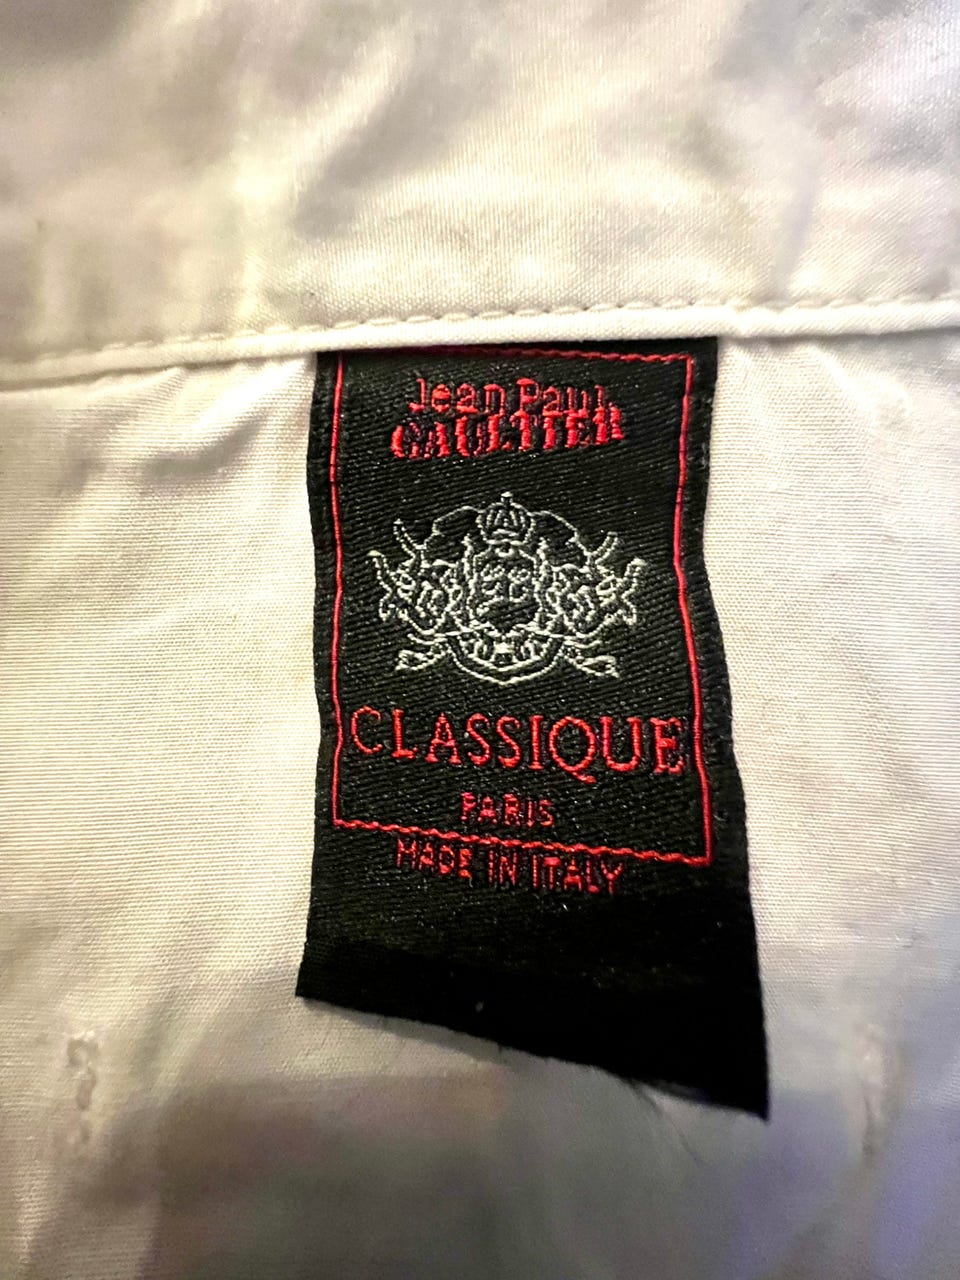 Jean Paul
GAULTIER
CLASSIQUE
PARIS
MADE IN ITALY